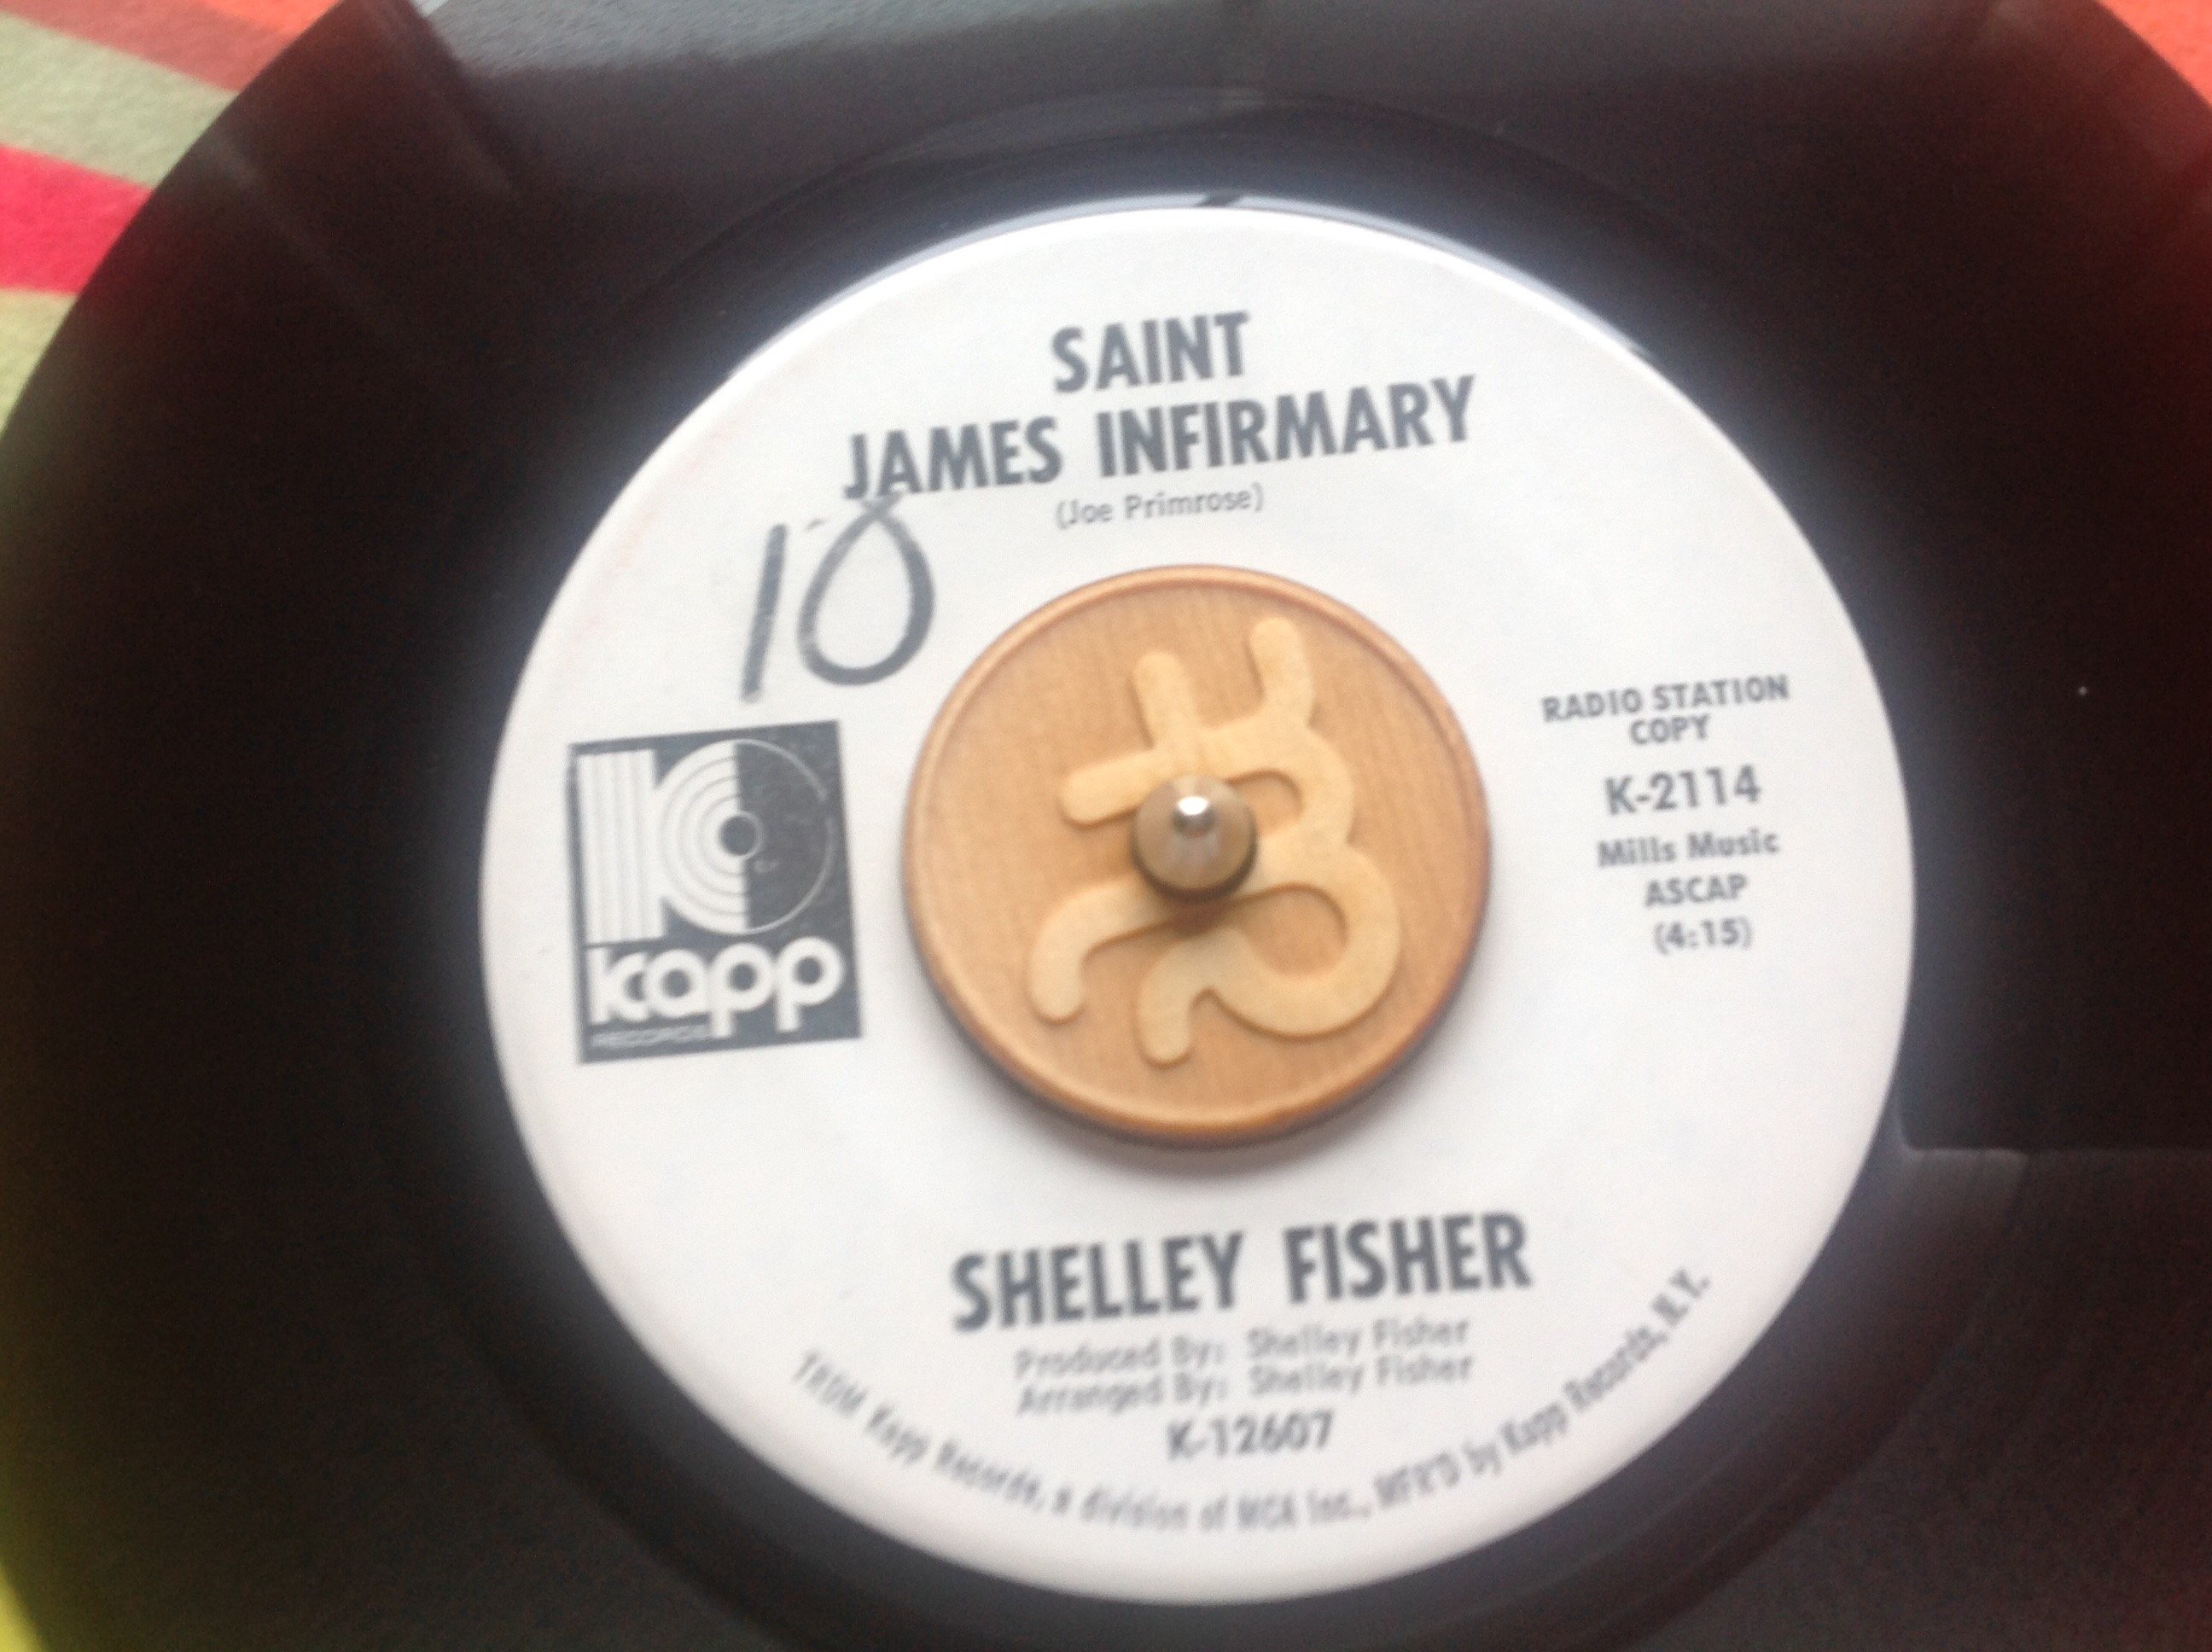 SAINT
JAMES INFIRMARY
(Joe Primrose)
10
RADIO STATION
COPY
K-2114
Mills Music
ASCAP
(4:15)
kapp
RECORDS
SHELLEY FISHER
Produced By: Shelley Fisher
Arranged By: Shelley Fisher
K-12607
FROM Kapp Records, a division of MCA Inc., MFR'D by Kapp Records, N.Y.